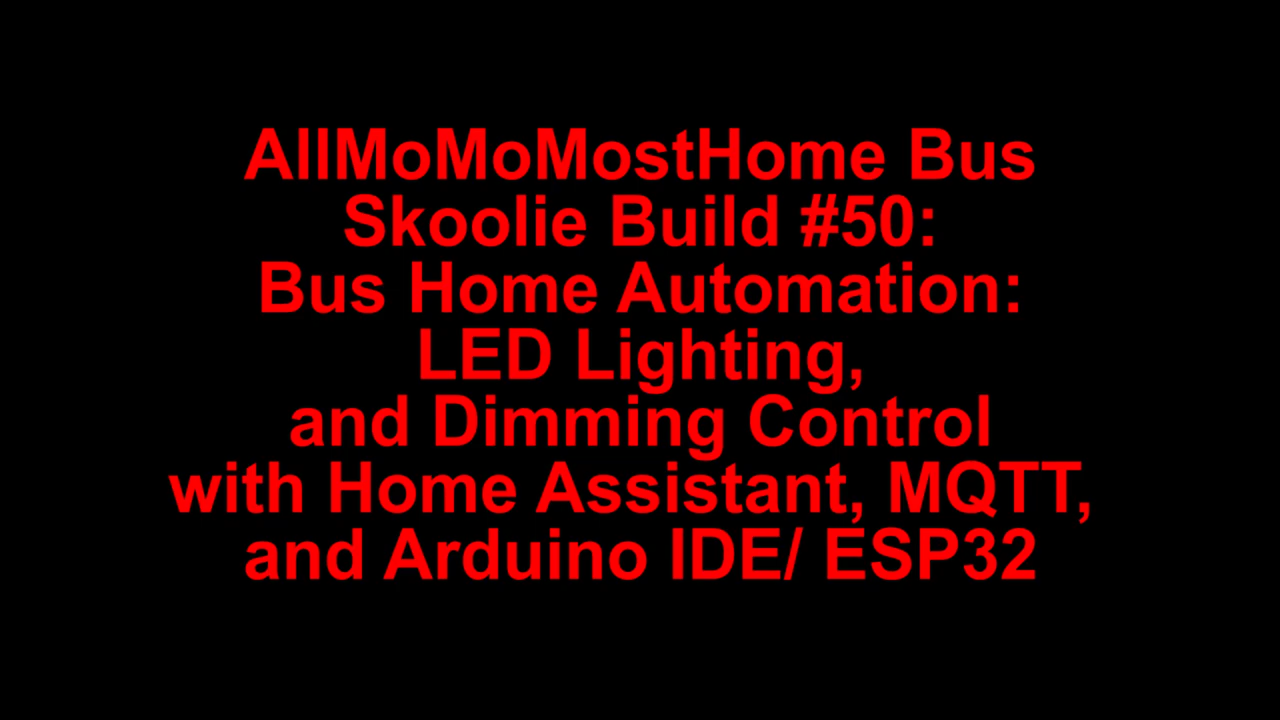 AllMoMoMostHome Bus
Skoolie Build #50:
Bus Home Automation:
LED Lighting,
and Dimming Control
with Home Assistant, MQTT,
and Arduino IDE/ ESP32